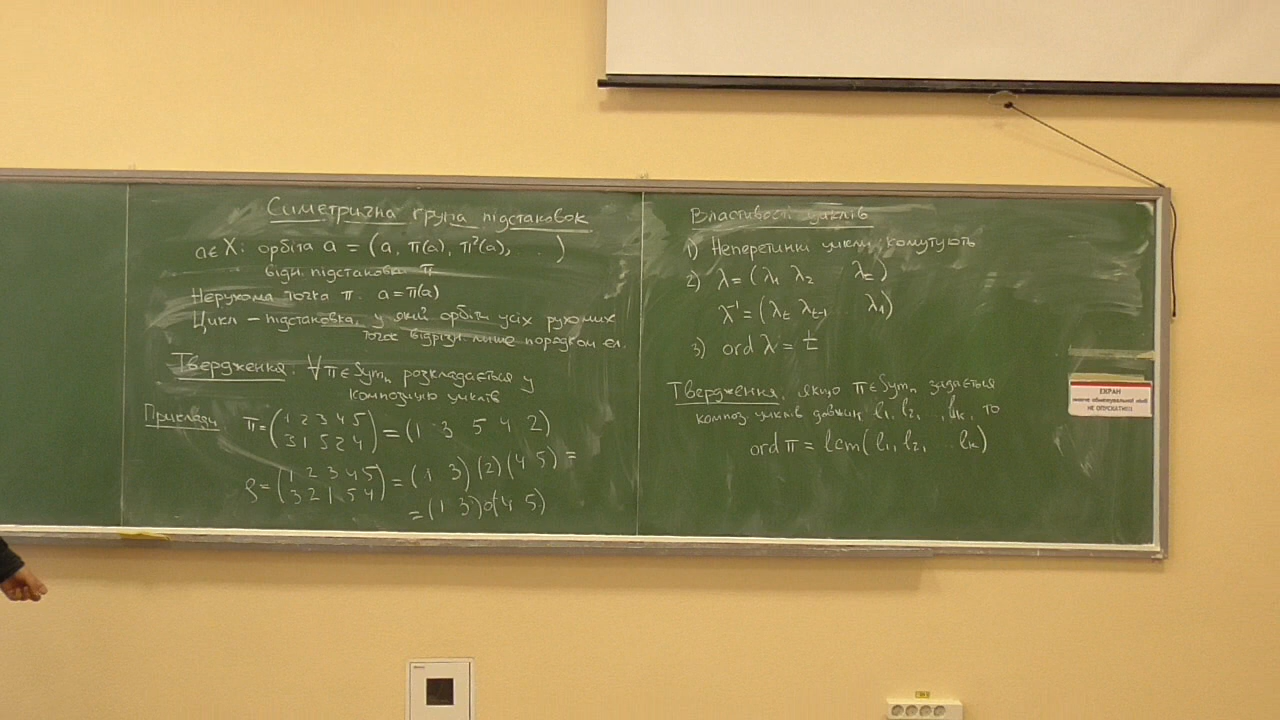 Симетрична група підстановок
a∈X: орбіта a = (a, π(a), π²(a), ...)
відн. підстановки π
Нерухома точка π. a=π(a)
Цикл – підстановка, у якій орбіти усіх рухомих
точок відрізн. лише порядком ел.
Твердження: ∀π∈Symₙ розкладається у
композицію циклів
Приклади π=(1 2 3 4 5
3 1 5 2 4) = (1 3 5 4 2)
ρ=(1 2 3 4 5
3 2 1 5 4) = (1 3)(2)(4 5) =
= (1 3)∘(4 5)
Властивості циклів
1) Неперетинні цикли комутують
2) λ = (λ₁ λ₂ λₜ)
λ⁻¹ = (λₜ λₜ₋₁ .. λ₁)
3) ord λ = t
Твердження, якщо π∈Symₙ задається
композ. циклів довжин l₁, l₂, .., lₖ, то
ord π = lcm(l₁, l₂, .. lₖ)
ЕКРАН
НЕ ОПУСКАТИ!!!